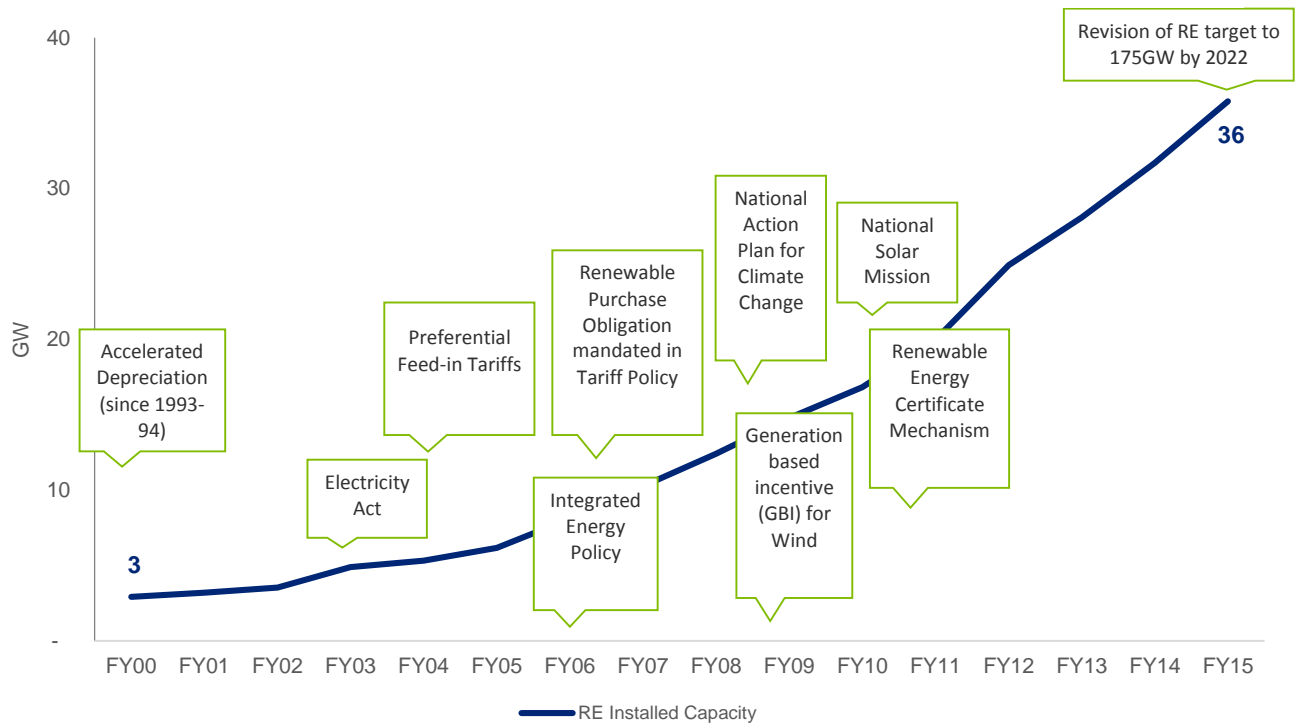 40
30
20
10
-
GW
Revision of RE target to
175GW by 2022
36
National
Action
Plan for
Climate
Change
National
Solar
Mission
Renewable
Purchase
Obligation
mandated in
Tariff Policy
Preferential
Feed-in Tariffs
Accelerated
Depreciation
(since 1993-
94)
Renewable
Energy
Certificate
Mechanism
Generation
based
incentive
(GBI) for
Wind
Electricity
Act
Integrated
Energy
Policy
3
FY00 FY01 FY02 FY03 FY04 FY05 FY06 FY07 FY08 FY09 FY10 FY11 FY12 FY13 FY14 FY15
RE Installed Capacity